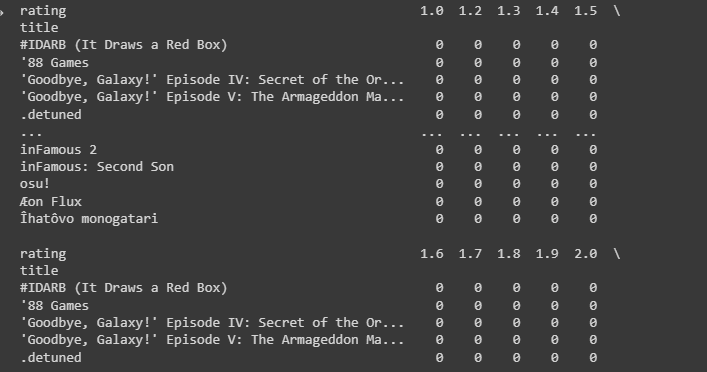 rating 1.0 1.2 1.3 1.4 1.5 \
title
#IDARB (It Draws a Red Box) 0 0 0 0 0
'88 Games 0 0 0 0 0
'Goodbye, Galaxy!' Episode IV: Secret of the Or... 0 0 0 0 0
'Goodbye, Galaxy!' Episode V: The Armageddon Ma... 0 0 0 0 0
.detuned 0 0 0 0 0
... ... ... ... ... ...
inFamous 2 0 0 0 0 0
inFamous: Second Son 0 0 0 0 0
osu! 0 0 0 0 0
Æon Flux 0 0 0 0 0
Îhatôvo monogatari 0 0 0 0 0
rating 1.6 1.7 1.8 1.9 2.0 \
title
#IDARB (It Draws a Red Box) 0 0 0 0 0
'88 Games 0 0 0 0 0
'Goodbye, Galaxy!' Episode IV: Secret of the Or... 0 0 0 0 0
'Goodbye, Galaxy!' Episode V: The Armageddon Ma... 0 0 0 0 0
.detuned 0 0 0 0 0